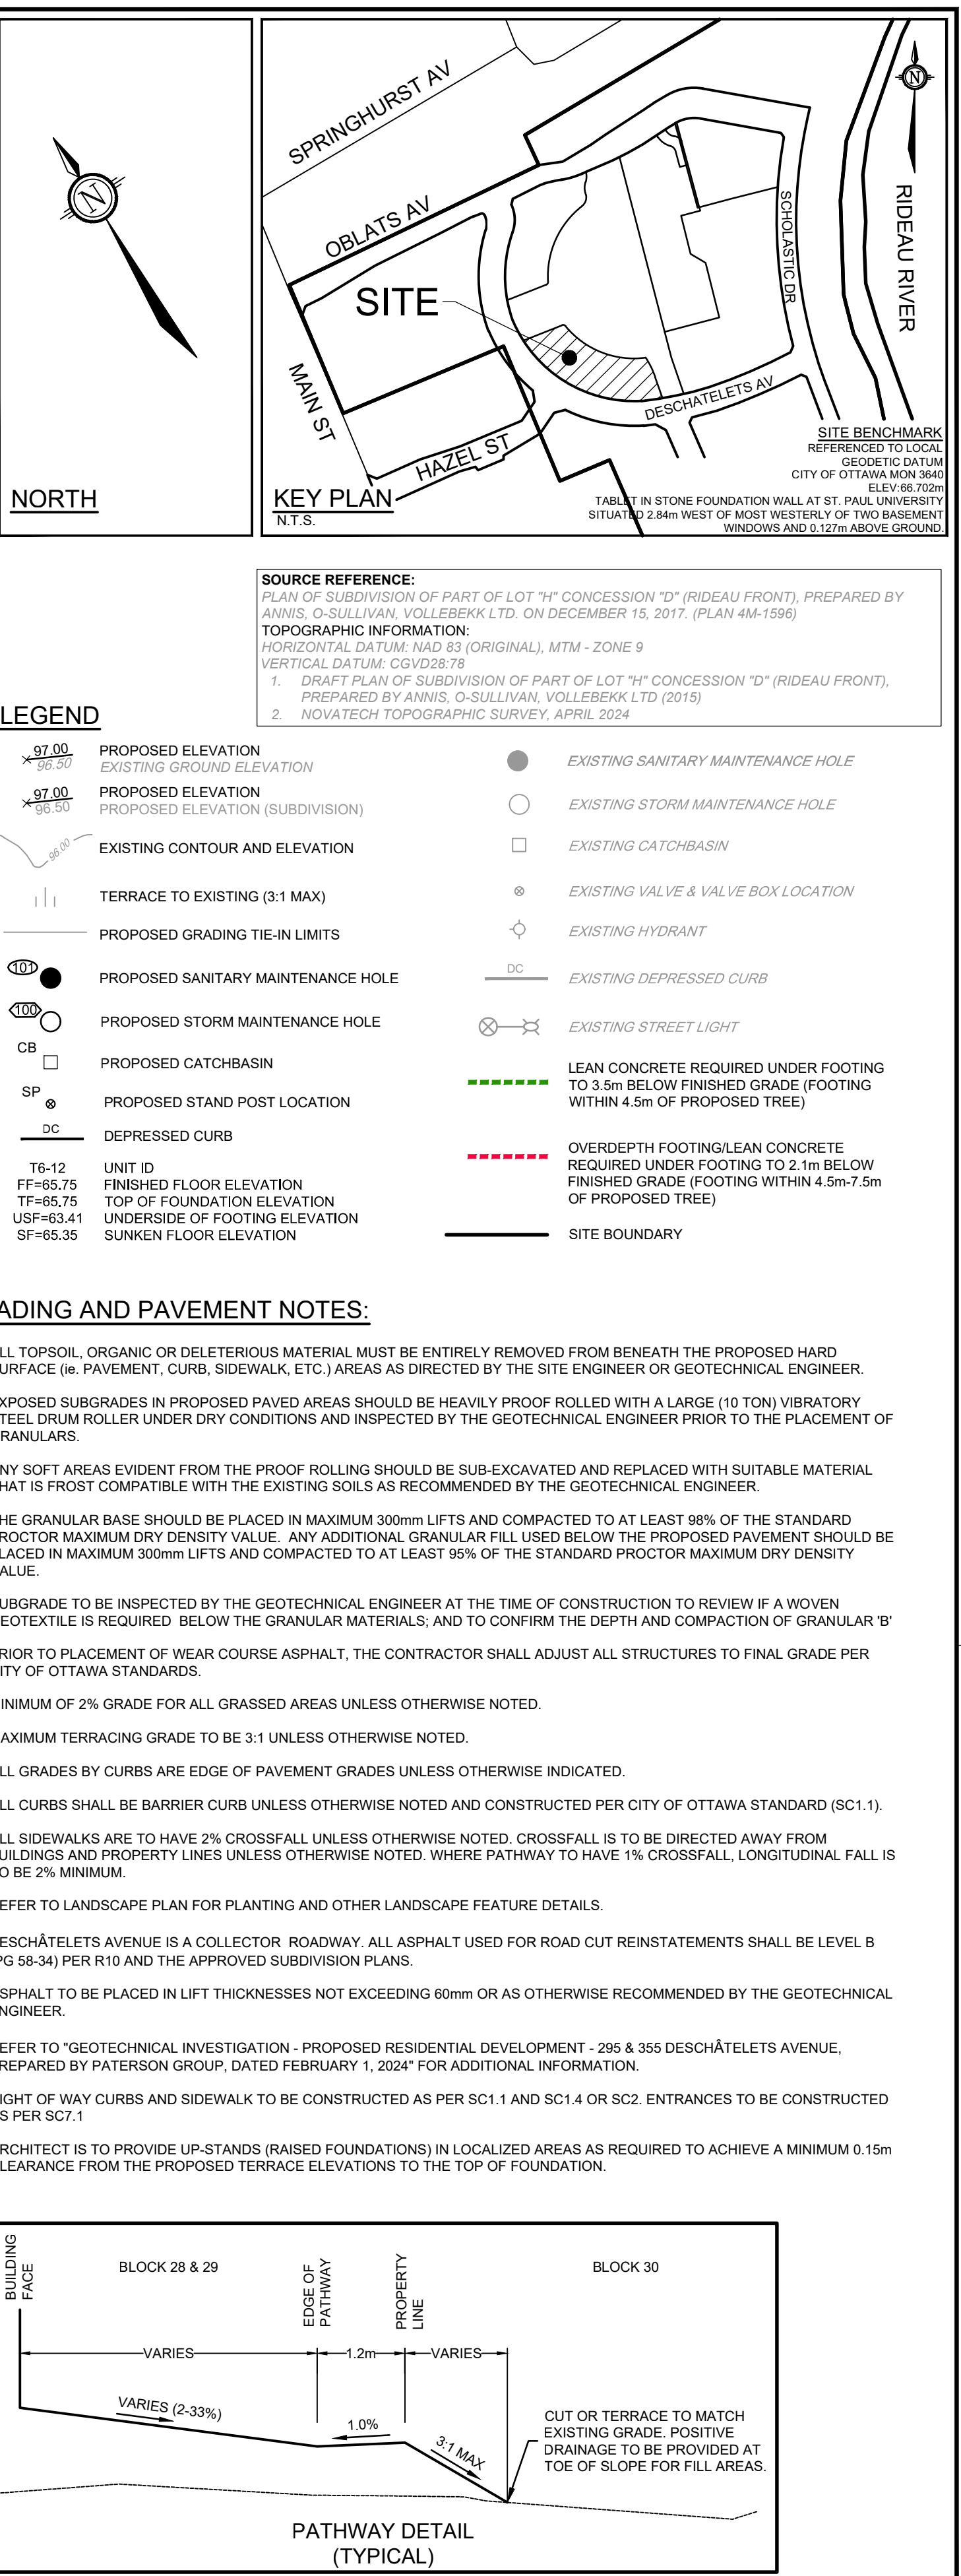 N
NORTH
SPRINGHURST AV
OBLATS AV
SITE
MAIN ST
HAZEL ST
SCHOLASTIC DR
DESCHATELETS AV
RIDEAU RIVER
N
KEY PLAN
N.T.S.
SITE BENCHMARK
REFERENCED TO LOCAL
GEODETIC DATUM
CITY OF OTTAWA MON 3640
ELEV:66.702m
TABLET IN STONE FOUNDATION WALL AT ST. PAUL UNIVERSITY
SITUATED 2.84m WEST OF MOST WESTERLY OF TWO BASEMENT
WINDOWS AND 0.127m ABOVE GROUND.
SOURCE REFERENCE:
PLAN OF SUBDIVISION OF PART OF LOT "H" CONCESSION "D" (RIDEAU FRONT), PREPARED BY
ANNIS, O-SULLIVAN, VOLLEBEKK LTD. ON DECEMBER 15, 2017. (PLAN 4M-1596)
TOPOGRAPHIC INFORMATION:
HORIZONTAL DATUM: NAD 83 (ORIGINAL), MTM - ZONE 9
VERTICAL DATUM: CGVD28:78
1. DRAFT PLAN OF SUBDIVISION OF PART OF LOT "H" CONCESSION "D" (RIDEAU FRONT),
PREPARED BY ANNIS, O-SULLIVAN, VOLLEBEKK LTD (2015)
2. NOVATECH TOPOGRAPHIC SURVEY, APRIL 2024
LEGEND
97.00 PROPOSED ELEVATION
96.50 EXISTING GROUND ELEVATION
97.00 PROPOSED ELEVATION
96.50 PROPOSED ELEVATION (SUBDIVISION)
96.00 EXISTING CONTOUR AND ELEVATION
TERRACE TO EXISTING (3:1 MAX)
PROPOSED GRADING TIE-IN LIMITS
101 PROPOSED SANITARY MAINTENANCE HOLE
100 PROPOSED STORM MAINTENANCE HOLE
CB PROPOSED CATCHBASIN
SP PROPOSED STAND POST LOCATION
DC DEPRESSED CURB
T6-12 UNIT ID
FF=65.75 FINISHED FLOOR ELEVATION
TF=65.75 TOP OF FOUNDATION ELEVATION
USF=63.41 UNDERSIDE OF FOOTING ELEVATION
SF=65.35 SUNKEN FLOOR ELEVATION
EXISTING SANITARY MAINTENANCE HOLE
EXISTING STORM MAINTENANCE HOLE
EXISTING CATCHBASIN
EXISTING VALVE & VALVE BOX LOCATION
EXISTING HYDRANT
DC EXISTING DEPRESSED CURB
EXISTING STREET LIGHT
LEAN CONCRETE REQUIRED UNDER FOOTING
TO 3.5m BELOW FINISHED GRADE (FOOTING
WITHIN 4.5m OF PROPOSED TREE)
OVERDEPTH FOOTING/LEAN CONCRETE
REQUIRED UNDER FOOTING TO 2.1m BELOW
FINISHED GRADE (FOOTING WITHIN 4.5m-7.5m
OF PROPOSED TREE)
SITE BOUNDARY
ADING AND PAVEMENT NOTES:
LL TOPSOIL, ORGANIC OR DELETERIOUS MATERIAL MUST BE ENTIRELY REMOVED FROM BENEATH THE PROPOSED HARD
URFACE (ie. PAVEMENT, CURB, SIDEWALK, ETC.) AREAS AS DIRECTED BY THE SITE ENGINEER OR GEOTECHNICAL ENGINEER.
XPOSED SUBGRADES IN PROPOSED PAVED AREAS SHOULD BE HEAVILY PROOF ROLLED WITH A LARGE (10 TON) VIBRATORY
TEEL DRUM ROLLER UNDER DRY CONDITIONS AND INSPECTED BY THE GEOTECHNICAL ENGINEER PRIOR TO THE PLACEMENT OF
RANULARS.
NY SOFT AREAS EVIDENT FROM THE PROOF ROLLING SHOULD BE SUB-EXCAVATED AND REPLACED WITH SUITABLE MATERIAL
HAT IS FROST COMPATIBLE WITH THE EXISTING SOILS AS RECOMMENDED BY THE GEOTECHNICAL ENGINEER.
HE GRANULAR BASE SHOULD BE PLACED IN MAXIMUM 300mm LIFTS AND COMPACTED TO AT LEAST 98% OF THE STANDARD
ROCTOR MAXIMUM DRY DENSITY VALUE. ANY ADDITIONAL GRANULAR FILL USED BELOW THE PROPOSED PAVEMENT SHOULD BE
LACED IN MAXIMUM 300mm LIFTS AND COMPACTED TO AT LEAST 95% OF THE STANDARD PROCTOR MAXIMUM DRY DENSITY
ALUE.
UBGRADE TO BE INSPECTED BY THE GEOTECHNICAL ENGINEER AT THE TIME OF CONSTRUCTION TO REVIEW IF A WOVEN
EOTEXTILE IS REQUIRED BELOW THE GRANULAR MATERIALS; AND TO CONFIRM THE DEPTH AND COMPACTION OF GRANULAR 'B'
RIOR TO PLACEMENT OF WEAR COURSE ASPHALT, THE CONTRACTOR SHALL ADJUST ALL STRUCTURES TO FINAL GRADE PER
ITY OF OTTAWA STANDARDS.
INIMUM OF 2% GRADE FOR ALL GRASSED AREAS UNLESS OTHERWISE NOTED.
AXIMUM TERRACING GRADE TO BE 3:1 UNLESS OTHERWISE NOTED.
LL GRADES BY CURBS ARE EDGE OF PAVEMENT GRADES UNLESS OTHERWISE INDICATED.
LL CURBS SHALL BE BARRIER CURB UNLESS OTHERWISE NOTED AND CONSTRUCTED PER CITY OF OTTAWA STANDARD (SC1.1).
LL SIDEWALKS ARE TO HAVE 2% CROSSFALL UNLESS OTHERWISE NOTED. CROSSFALL IS TO BE DIRECTED AWAY FROM
UILDINGS AND PROPERTY LINES UNLESS OTHERWISE NOTED. WHERE PATHWAY TO HAVE 1% CROSSFALL, LONGITUDINAL FALL IS
O BE 2% MINIMUM.
EFER TO LANDSCAPE PLAN FOR PLANTING AND OTHER LANDSCAPE FEATURE DETAILS.
ESCHÂTELETS AVENUE IS A COLLECTOR ROADWAY. ALL ASPHALT USED FOR ROAD CUT REINSTATEMENTS SHALL BE LEVEL B
PG 58-34) PER R10 AND THE APPROVED SUBDIVISION PLANS.
SPHALT TO BE PLACED IN LIFT THICKNESSES NOT EXCEEDING 60mm OR AS OTHERWISE RECOMMENDED BY THE GEOTECHNICAL
NGINEER.
EFER TO "GEOTECHNICAL INVESTIGATION - PROPOSED RESIDENTIAL DEVELOPMENT - 295 & 355 DESCHÂTELETS AVENUE,
REPARED BY PATERSON GROUP, DATED FEBRUARY 1, 2024" FOR ADDITIONAL INFORMATION.
IGHT OF WAY CURBS AND SIDEWALK TO BE CONSTRUCTED AS PER SC1.1 AND SC1.4 OR SC2. ENTRANCES TO BE CONSTRUCTED
S PER SC7.1
RCHITECT IS TO PROVIDE UP-STANDS (RAISED FOUNDATIONS) IN LOCALIZED AREAS AS REQUIRED TO ACHIEVE A MINIMUM 0.15m
LEARANCE FROM THE PROPOSED TERRACE ELEVATIONS TO THE TOP OF FOUNDATION.
BUILDING
FACE
BLOCK 28 & 29
EDGE OF
PATHWAY
PROPERTY
LINE
BLOCK 30
VARIES
1.2m
VARIES
VARIES (2-33%)
1.0%
3:1 MAX
CUT OR TERRACE TO MATCH
EXISTING GRADE. POSITIVE
DRAINAGE TO BE PROVIDED AT
TOE OF SLOPE FOR FILL AREAS.
PATHWAY DETAIL
(TYPICAL)